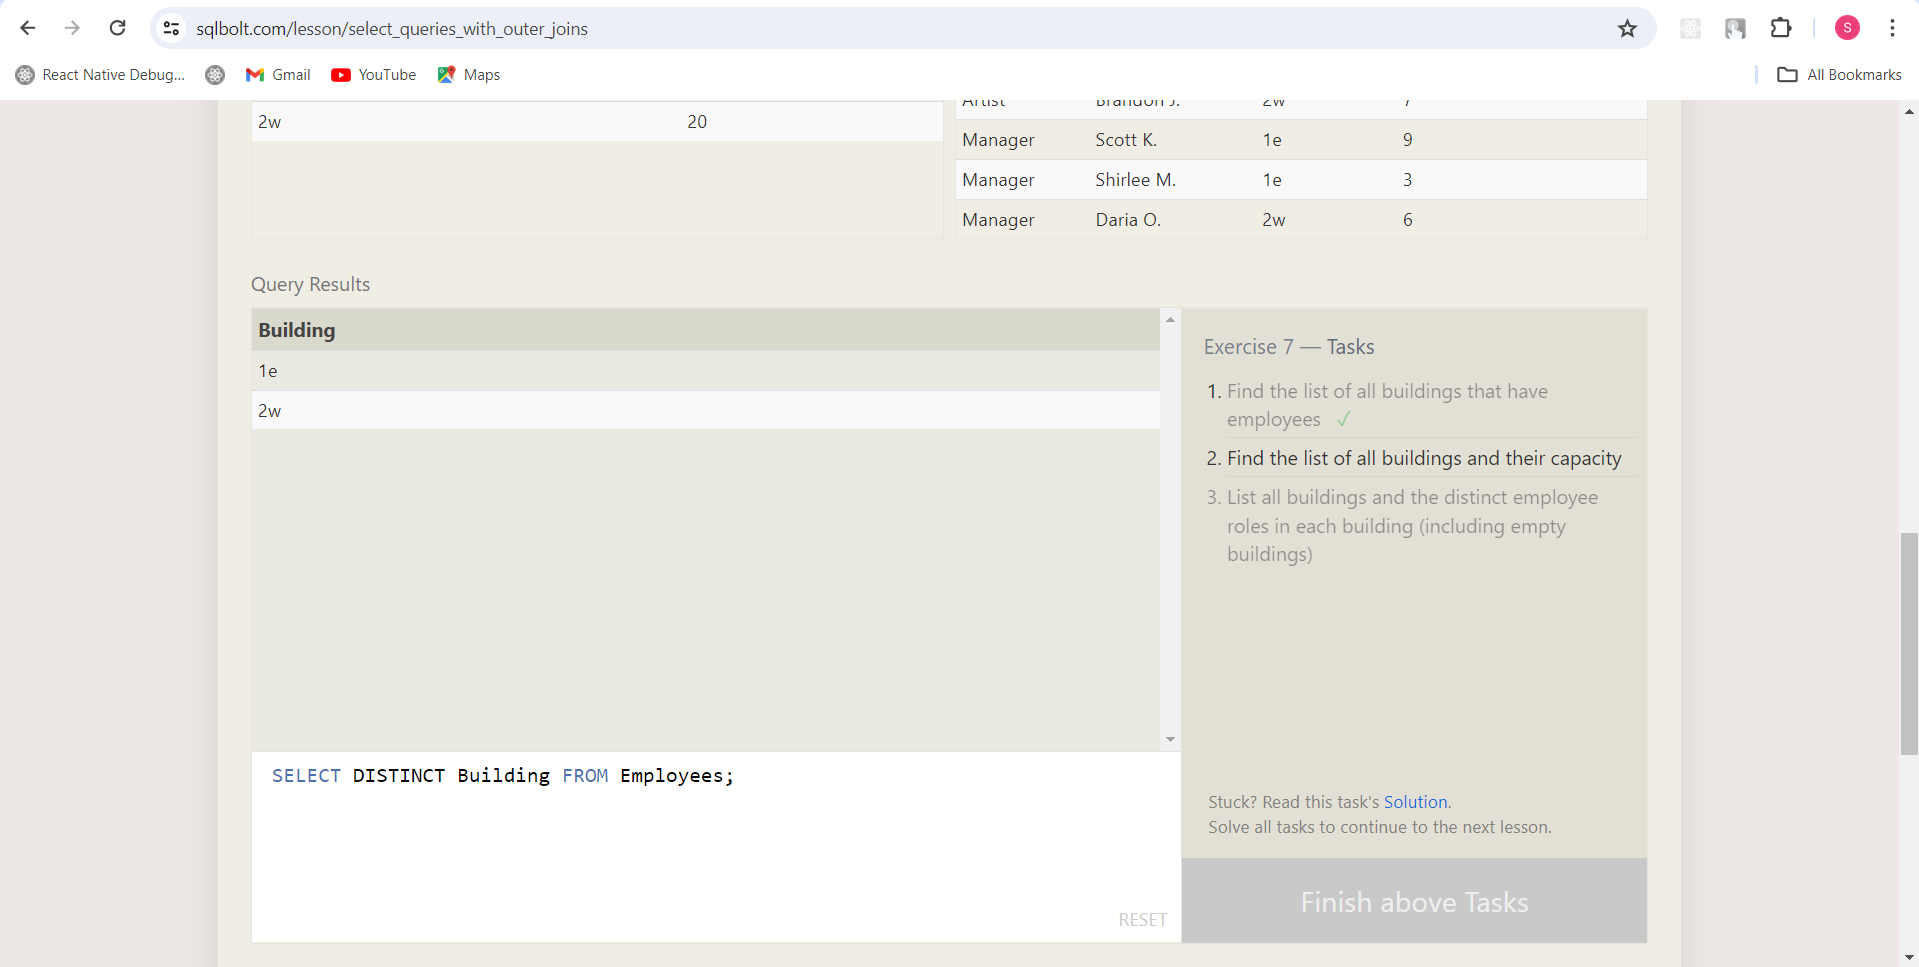 sqlbolt.com/lesson/select_queries_with_outer_joins
S
React Native Debug...
Gmail
YouTube
Maps
All Bookmarks
2w 20
Artist Brandon J. 2w 7
Manager Scott K. 1e 9
Manager Shirlee M. 1e 3
Manager Daria O. 2w 6
Query Results
Building
1e
2w
Exercise 7 — Tasks
1. Find the list of all buildings that have
employees ✓
2. Find the list of all buildings and their capacity
3. List all buildings and the distinct employee
roles in each building (including empty
buildings)
SELECT DISTINCT Building FROM Employees;
RESET
Stuck? Read this task's Solution.
Solve all tasks to continue to the next lesson.
Finish above Tasks